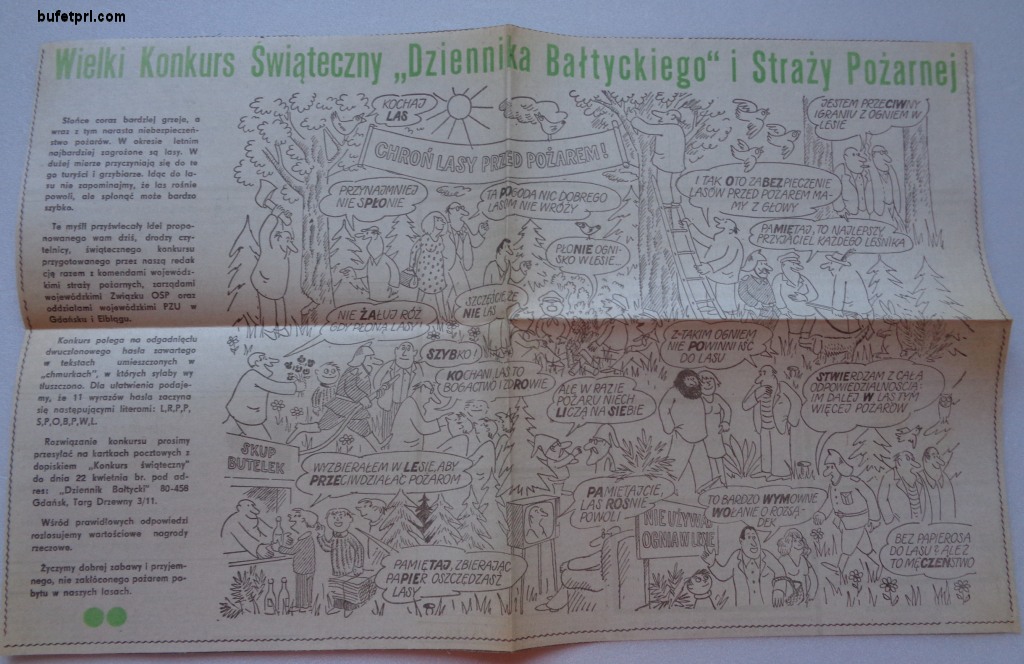 bufetprl.com
Wielki Konkurs Świąteczny „Dziennika Bałtyckiego" i Straży Pożarnej
Słońce coraz bardziej grzeje, a
wraz z tym narasta niebezpieczeń-
stwo pożarów. W okresie letnim
najbardziej zagrożone są lasy. W
dużej mierze przyczyniają się do te
go turyści i grzybiarze. Idąc do la-
su nie zapominajmy, że las rośnie
powoli, ale spłonąć może bardzo
szybko.
Te myśli przyświecały idei propo-
nowanego wam dziś, drodzy czy-
telnicy, świątecznego konkursu
przygotowanego przez naszą redak
cję razem z komendami wojewódz-
kimi straży pożarnych, zarządami
wojewódzkimi Związku OSP oraz
oddziałami wojewódzkimi PZU w
Gdańsku i Elblągu.
Konkurs polega na odgadnięciu
dwuczłonowego hasła zawartego
w tekstach umieszczonych w
„chmurkach", w których sylaby wy
tłuszczono. Dla ułatwienia podaje-
my, że 11 wyrazów hasła zaczyna
się następującymi literami: L,R,P,P,
S,P,O,B,P,W,L.
Rozwiązanie konkursu prosimy
przesyłać na kartkach pocztowych z
dopiskiem „Konkurs świąteczny"
do dnia 22 kwietnia br. pod ad-
res: „Dziennik Bałtycki" 80-456
Gdańsk, Targ Drzewny 3/11.
Wśród prawidłowych odpowiedzi
rozlosujemy wartościowe nagrody
rzeczowe.
Życzymy dobrej zabawy i przyjem-
nego, nie zakłóconego pożarem po-
bytu w naszych lasach.
KOCHAJ
LAS
CHROŃ LASY PRZED POŻAREM!
JESTEM PRZECIWNY
IGRANIU Z OGNIEM W
LESIE
PRZYNAJMNIEJ
NIE SPŁONIE
TA POGODA NIC DOBREGO
LASOM NIE WRÓŻY
I TAK OTO ZABEZPIECZENIE
LASÓW PRZED POŻAREM MA-
MY Z GŁOWY
PAMIĘTAJ, TO NAJLEPSZY
PRZYJACIEL KAŻDEGO LEŚNIKA
PŁONIE OGNI-
SKO W LESIE
NIE ŻAŁUJ RÓŻ
GDY PŁONĄ LASY!
SZCZĘŚCIE, ŻE
NIE LAS
SZYBKO!
KOCHANI, LAS TO
BOGACTWO I ZDROWIE
Z TAKIM OGNIEM
NIE POWINNI IŚĆ
DO LASU
ALE W RAZIE
POŻARU NIECH
LICZĄ NA SIEBIE
STWIERDZAM Z CAŁĄ
ODPOWIEDZIALNOŚCIĄ:
IM DALEJ W LAS TYM
WIĘCEJ POŻARÓW
SKUP
BUTELEK
WYZBIERAŁEM W LESIE, ABY
PRZECIWDZIAŁAĆ POŻAROM
PAMIĘTAJCIE,
LAS ROŚNIE
POWOLI
NIE UŻYWAJ
OGNIA W LESIE
TO BARDZO WYMOWNE
WOŁANIE O ROZSĄ-
DEK
BEZ PAPIEROSA
DO LASU? ALEŻ
TO MĘCZEŃSTWO
PAMIĘTAJ, ZBIERAJĄC
PAPIER OSZCZĘDZASZ
LASY